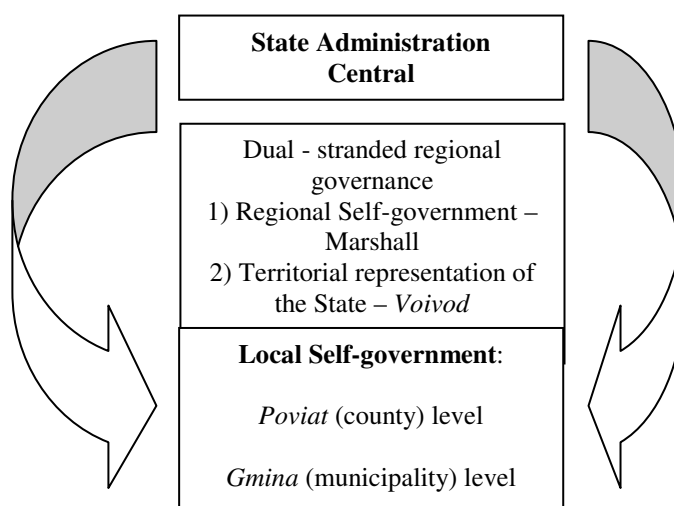 State Administration
Central
Dual - stranded regional
governance
1) Regional Self-government –
Marshall
2) Territorial representation of
the State – Voivod
Local Self-government:
Poviat (county) level
Gmina (municipality) level